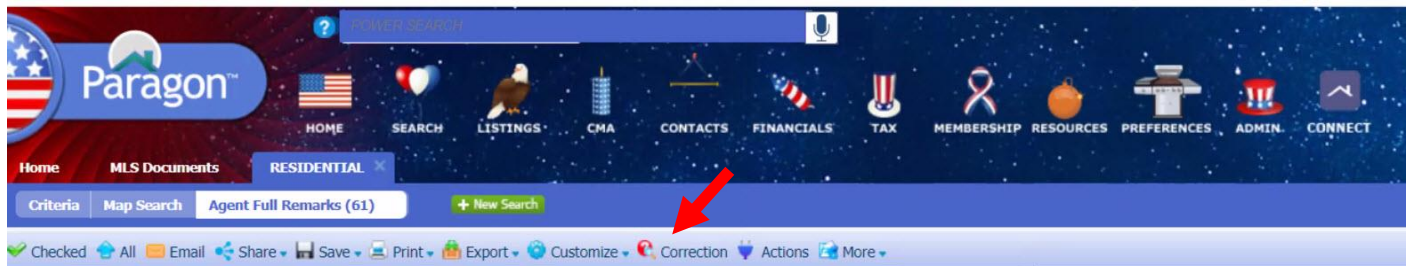 ? POWER SEARCH
Paragon™
HOME SEARCH LISTINGS CMA CONTACTS FINANCIALS TAX MEMBERSHIP RESOURCES PREFERENCES ADMIN CONNECT
Home MLS Documents RESIDENTIAL ×
Criteria Map Search Agent Full Remarks (61) + New Search
Checked All Email Share Save Print Export Customize Correction Actions More